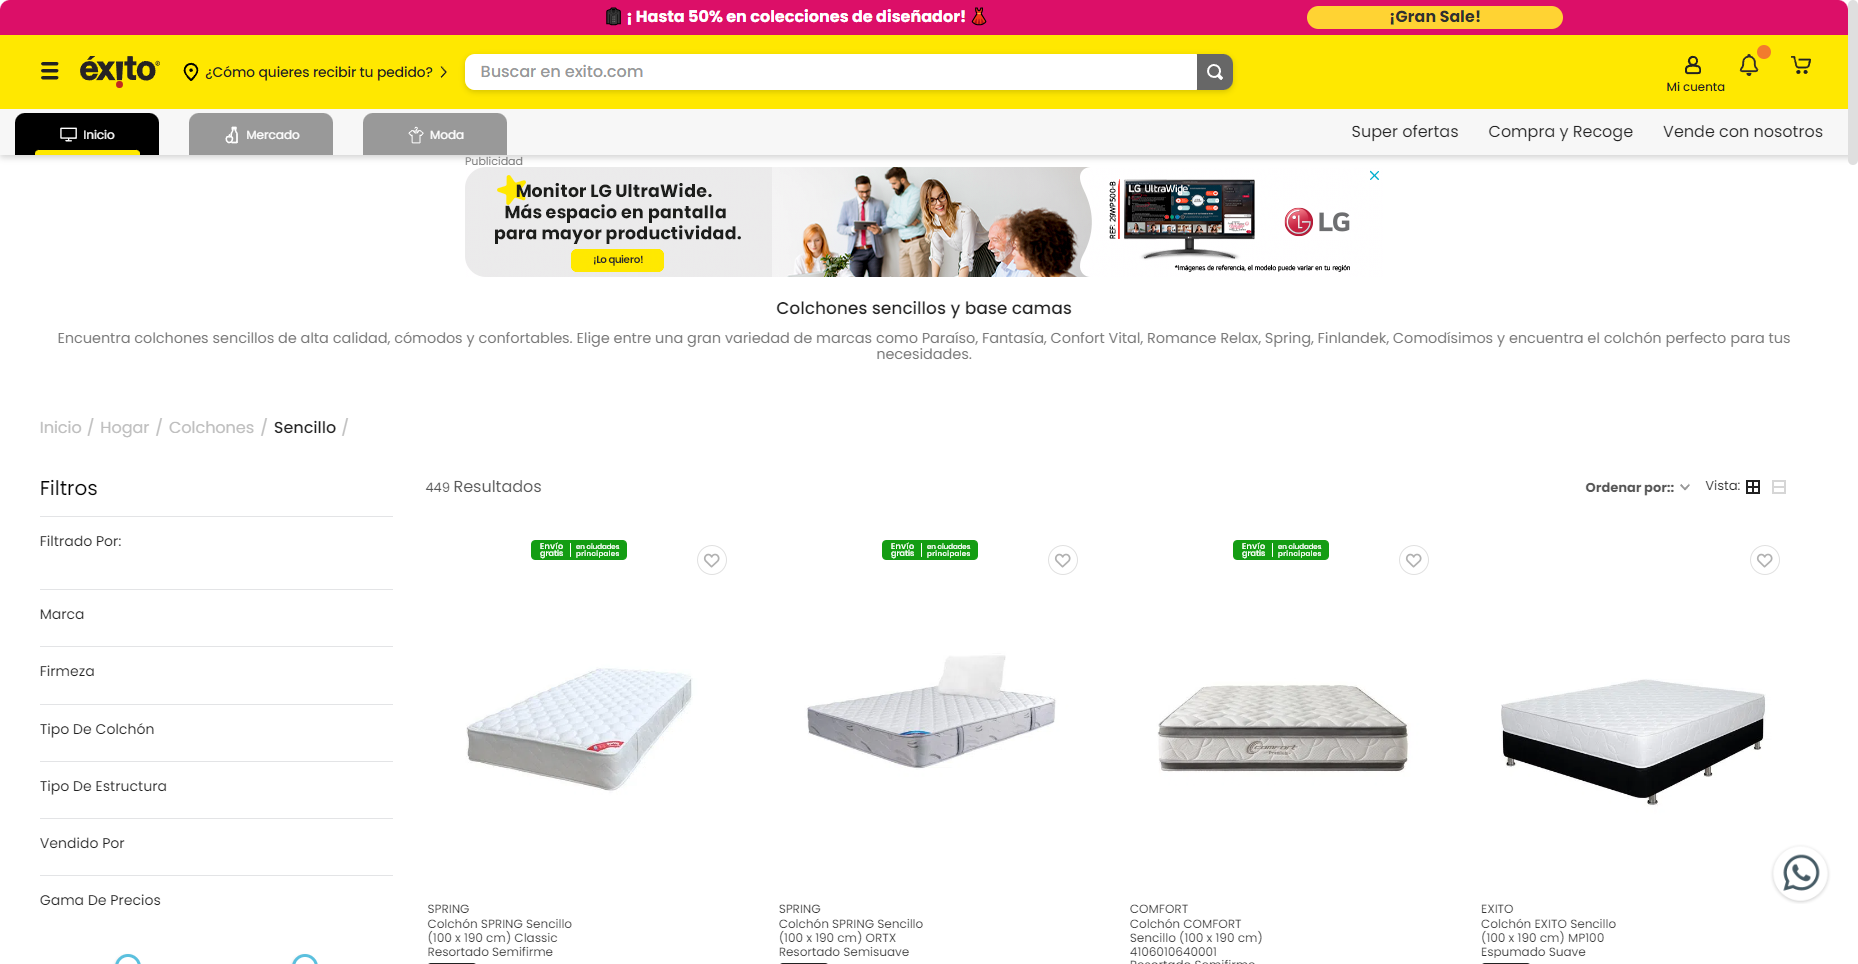 ¡ Hasta 50% en colecciones de diseñador!
¡Gran Sale!
éxito
¿Cómo quieres recibir tu pedido?
Buscar en exito.com
Mi cuenta
Inicio
Mercado
Moda
Super ofertas
Compra y Recoge
Vende con nosotros
Publicidad
Monitor LG UltraWide.
Más espacio en pantalla
para mayor productividad.
¡Lo quiero!
REF: 29WP500-B
LG UltraWide
LG
*Imágenes de referencia, el modelo puede variar en tu región
Colchones sencillos y base camas
Encuentra colchones sencillos de alta calidad, cómodos y confortables. Elige entre una gran variedad de marcas como Paraíso, Fantasía, Confort Vital, Romance Relax, Spring, Finlandek, Comodísimos y encuentra el colchón perfecto para tus
necesidades.
Inicio / Hogar / Colchones / Sencillo /
Filtros
449 Resultados
Ordenar por::
Vista:
Filtrado Por:
Marca
Firmeza
Tipo De Colchón
Tipo De Estructura
Vendido Por
Gama De Precios
Envío gratis
en ciudades principales
Envío gratis
en ciudades principales
Envío gratis
en ciudades principales
SPRING
Colchón SPRING Sencillo
(100 x 190 cm) Classic
Resortado Semifirme
SPRING
Colchón SPRING Sencillo
(100 x 190 cm) ORTX
Resortado Semisuave
COMFORT
Colchón COMFORT
Sencillo (100 x 190 cm)
4106010640001
Resortado Semifirme
EXITO
Colchón EXITO Sencillo
(100 x 190 cm) MP100
Espumado Suave